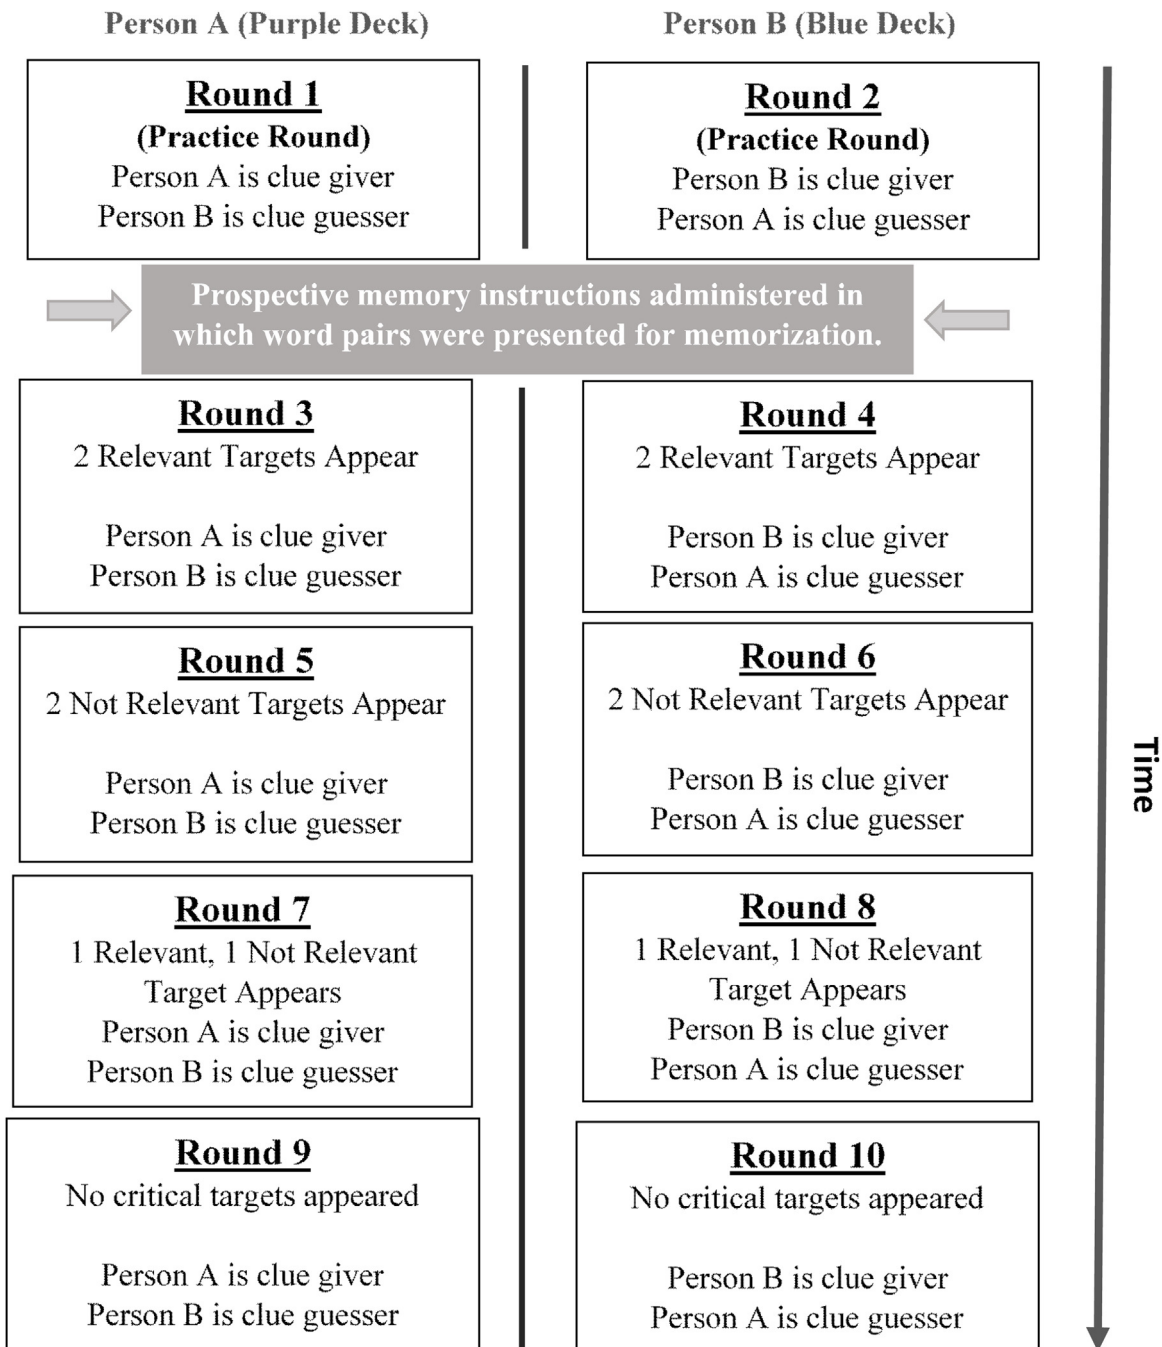 Person A (Purple Deck)
Person B (Blue Deck)
Round 1
(Practice Round)
Person A is clue giver
Person B is clue guesser
Round 2
(Practice Round)
Person B is clue giver
Person A is clue guesser
Prospective memory instructions administered in
which word pairs were presented for memorization.
Round 3
2 Relevant Targets Appear
Person A is clue giver
Person B is clue guesser
Round 4
2 Relevant Targets Appear
Person B is clue giver
Person A is clue guesser
Round 5
2 Not Relevant Targets Appear
Person A is clue giver
Person B is clue guesser
Round 6
2 Not Relevant Targets Appear
Person B is clue giver
Person A is clue guesser
Round 7
1 Relevant, 1 Not Relevant
Target Appears
Person A is clue giver
Person B is clue guesser
Round 8
1 Relevant, 1 Not Relevant
Target Appears
Person B is clue giver
Person A is clue guesser
Round 9
No critical targets appeared
Person A is clue giver
Person B is clue guesser
Round 10
No critical targets appeared
Person B is clue giver
Person A is clue guesser
Time